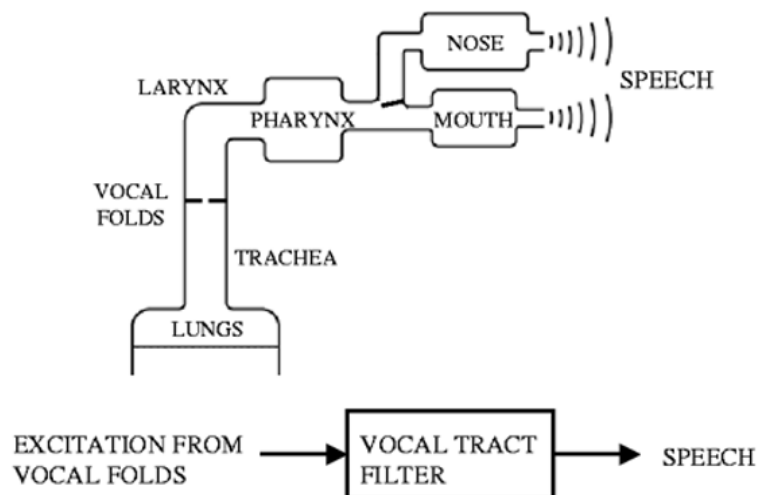 NOSE
SPEECH
LARYNX
PHARYNX
MOUTH
VOCAL
FOLDS
TRACHEA
LUNGS
EXCITATION FROM
VOCAL FOLDS
VOCAL TRACT
FILTER
SPEECH